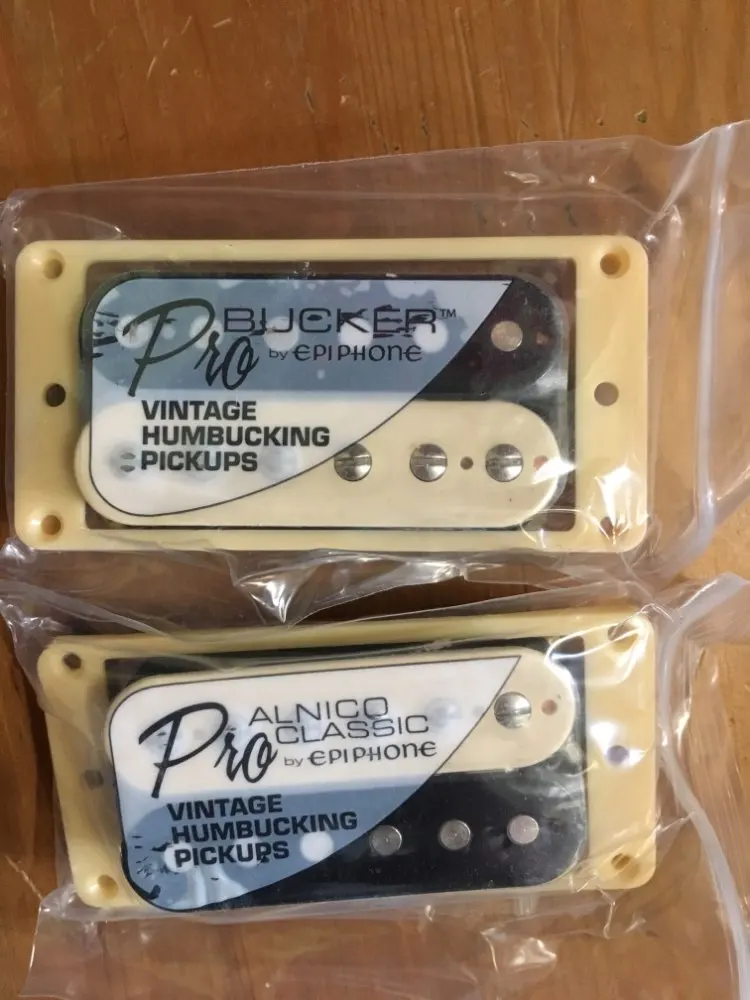 Pro BUCKER™
by EPIPHONE
VINTAGE
HUMBUCKING
PICKUPS
Pro ALNICO
CLASSIC
by EPIPHONE
VINTAGE
HUMBUCKING
PICKUPS